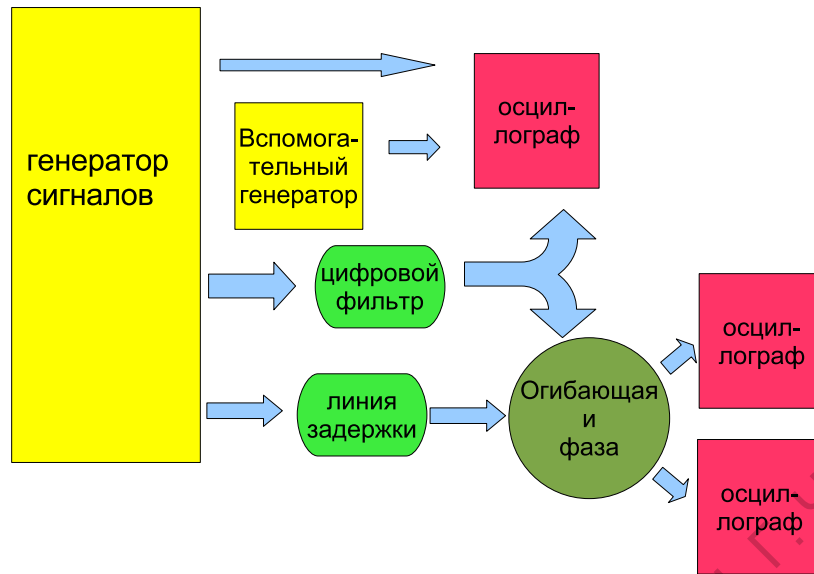 генератор
сигналов
осцил-
лограф
Вспомога-
тельный
генератор
цифровой
фильтр
линия
задержки
Огибающая
и
фаза
осцил-
лограф
осцил-
лограф